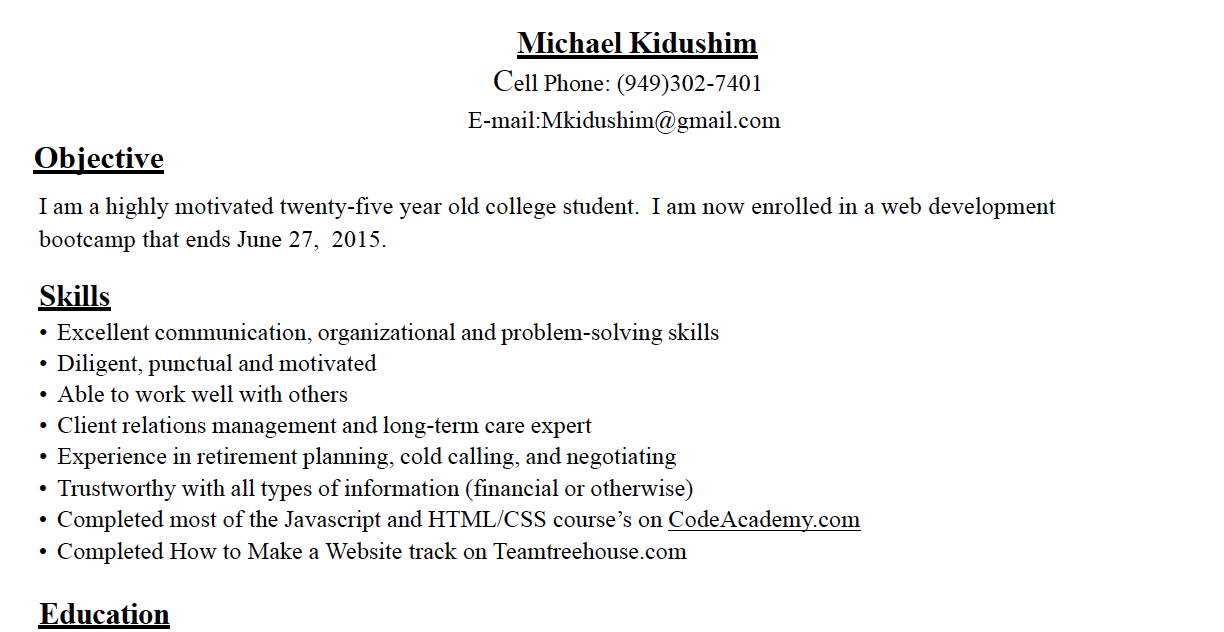 Michael Kidushim
Cell Phone: (949)302-7401
E-mail:Mkidushim@gmail.com
Objective
I am a highly motivated twenty-five year old college student.  I am now enrolled in a web development
bootcamp that ends June 27,  2015.
Skills
• Excellent communication, organizational and problem-solving skills
• Diligent, punctual and motivated
• Able to work well with others
• Client relations management and long-term care expert
• Experience in retirement planning, cold calling, and negotiating
• Trustworthy with all types of information (financial or otherwise)
• Completed most of the Javascript and HTML/CSS course’s on CodeAcademy.com
• Completed How to Make a Website track on Teamtreehouse.com
Education